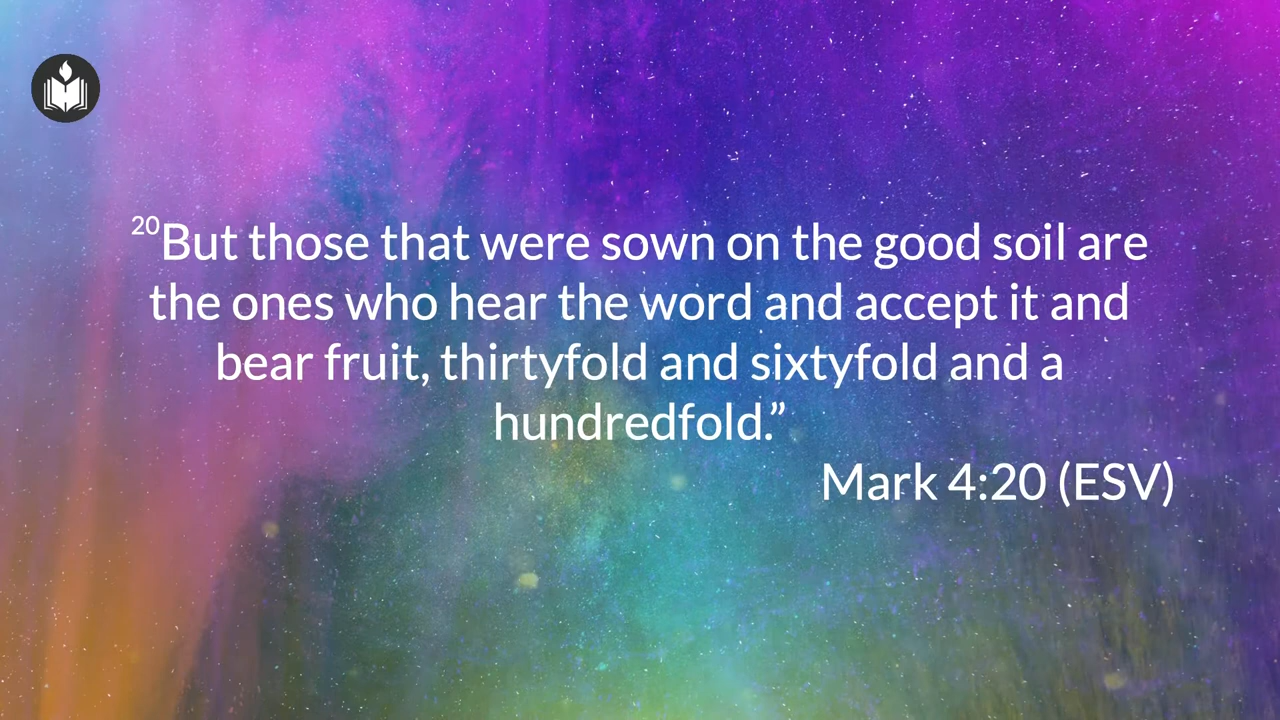 20But those that were sown on the good soil are
the ones who hear the word and accept it and
bear fruit, thirtyfold and sixtyfold and a
hundredfold.”
Mark 4:20 (ESV)